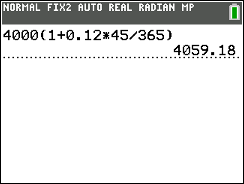 NORMAL FIX2 AUTO REAL RADIAN MP
4000(1+0.12*45/365)
4059.18